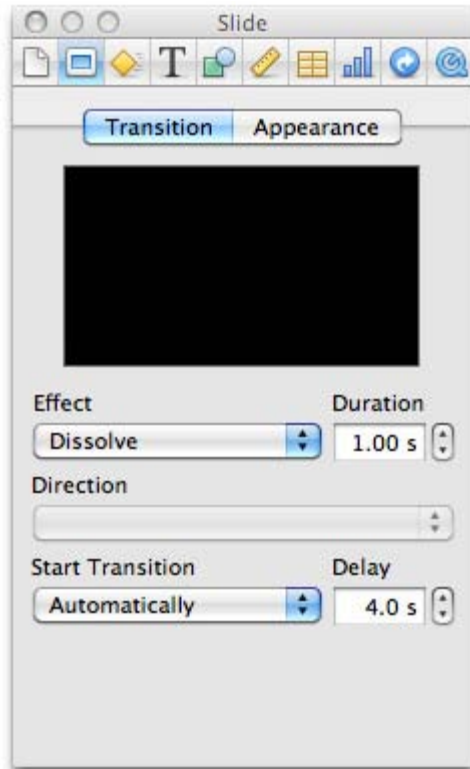 Slide
T
Transition Appearance
Effect Duration
Dissolve 1.00 s
Direction
Start Transition Delay
Automatically 4.0 s